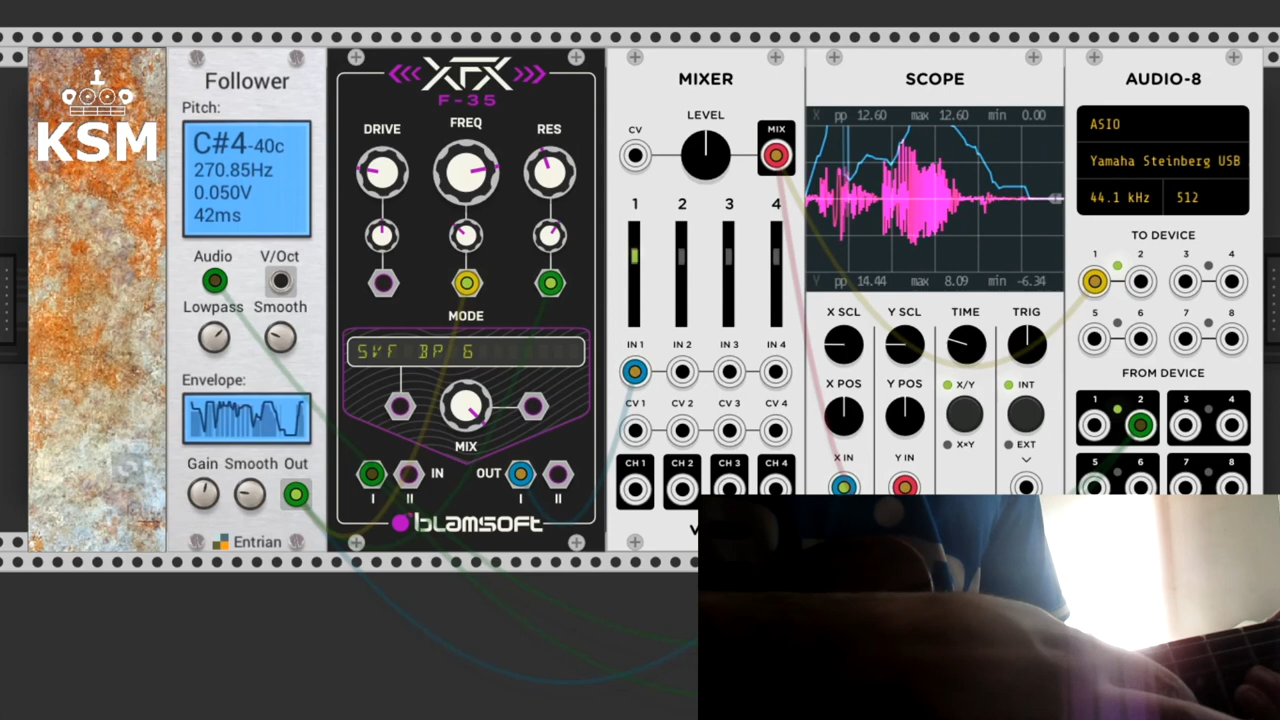 KSM
Follower
Pitch:
C#4-40c
270.85Hz
0.050V
42ms
Audio V/Oct
Lowpass Smooth
Envelope:
Gain Smooth Out
Entrian
XFX
F-35
DRIVE FREQ RES
MODE
SVF BP 6
MIX
I II IN OUT I II
blamsoft
MIXER
LEVEL
CV MIX
1 2 3 4
IN 1 IN 2 IN 3 IN 4
CV 1 CV 2 CV 3 CV 4
CH 1 CH 2 CH 3 CH 4
SCOPE
X pp 12.60 max 12.60 min 0.00
Y pp 14.44 max 8.09 min -6.34
X SCL Y SCL TIME TRIG
X/Y INT
X POS Y POS
X×Y EXT
X IN Y IN
AUDIO-8
ASIO
Yamaha Steinberg USB
44.1 kHz 512
TO DEVICE
1 2 3 4
5 6 7 8
FROM DEVICE
1 2 3 4
5 6 7 8